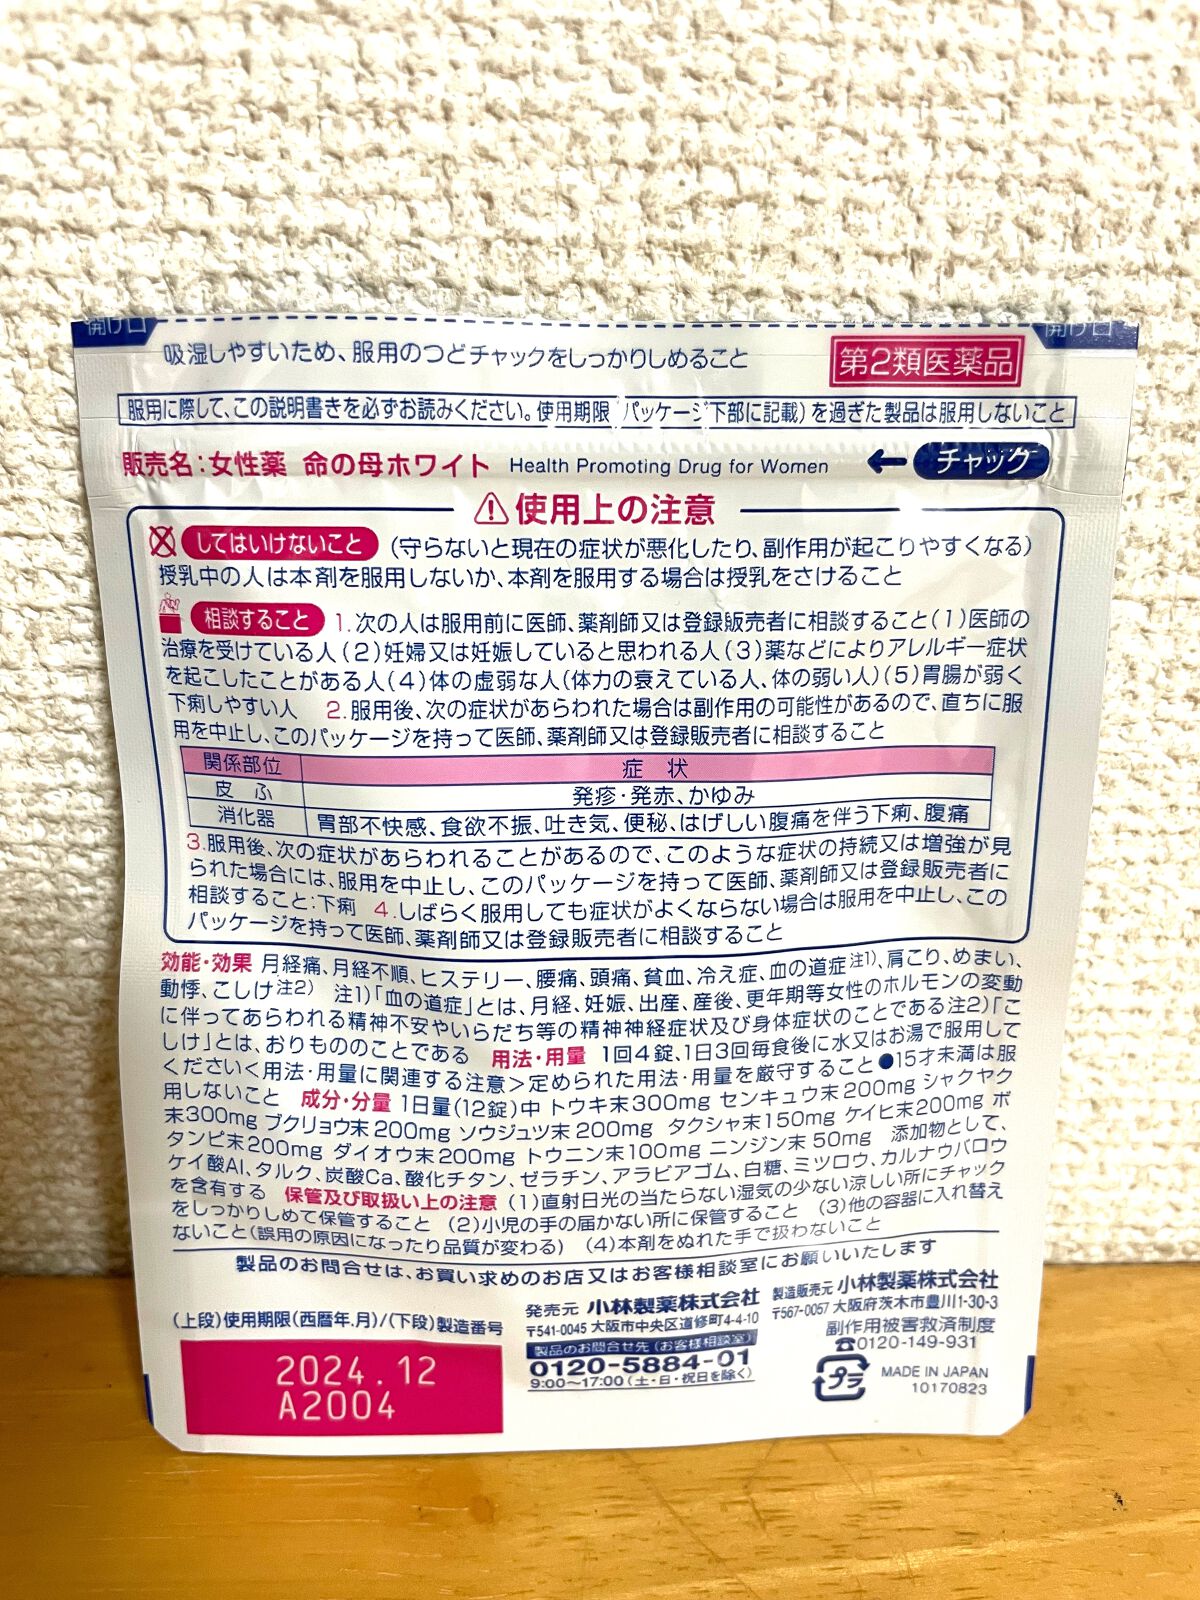 開け口
開け口
吸湿しやすいため、服用のつどチャックをしっかりしめること
第2類医薬品
服用に際して、この説明書きを必ずお読みください。使用期限(パッケージ下部に記載)を過ぎた製品は服用しないこと
販売名:女性薬 命の母ホワイト Health Promoting Drug for Women
←チャック
使用上の注意
してはいけないこと (守らないと現在の症状が悪化したり、副作用が起こりやすくなる)
授乳中の人は本剤を服用しないか、本剤を服用する場合は授乳をさけること
相談すること 1.次の人は服用前に医師、薬剤師又は登録販売者に相談すること(1)医師の
治療を受けている人(2)妊婦又は妊娠していると思われる人(3)薬などによりアレルギー症状
を起こしたことがある人(4)体の虚弱な人(体力の衰えている人、体の弱い人)(5)胃腸が弱く
下痢しやすい人 2.服用後、次の症状があらわれた場合は副作用の可能性があるので、直ちに服
用を中止し、このパッケージを持って医師、薬剤師又は登録販売者に相談すること
関係部位 症 状
皮 ふ 発疹・発赤、かゆみ
消化器 胃部不快感、食欲不振、吐き気、便秘、はげしい腹痛を伴う下痢、腹痛
3.服用後、次の症状があらわれることがあるので、このような症状の持続又は増強が見
られた場合には、服用を中止し、このパッケージを持って医師、薬剤師又は登録販売者に
相談すること:下痢 4.しばらく服用しても症状がよくならない場合は服用を中止し、この
パッケージを持って医師、薬剤師又は登録販売者に相談すること
効能・効果 月経痛、月経不順、ヒステリー、腰痛、頭痛、貧血、冷え症、血の道症注1)、肩こり、めまい、
動悸、こしけ注2) 注1)「血の道症」とは、月経、妊娠、出産、産後、更年期等女性のホルモンの変動
に伴ってあらわれる精神不安やいらだち等の精神神経症状及び身体症状のことである注2)「こ
しけ」とは、おりもののことである 用法・用量 1回4錠、1日3回毎食後に水又はお湯で服用して
ください<用法・用量に関連する注意>定められた用法・用量を厳守すること●15才未満は服
用しないこと 成分・分量 1日量(12錠)中 トウキ末300mg センキュウ末200mg シャクヤク
末300mg ブクリョウ末200mg ソウジュツ末200mg タクシャ末150mg ケイヒ末200mg ボ
タンピ末200mg ダイオウ末200mg トウニン末100mg ニンジン末50mg 添加物として、
ケイ酸Al、タルク、炭酸Ca、酸化チタン、ゼラチン、アラビアゴム、白糖、ミツロウ、カルナウバロウ
を含有する 保管及び取扱い上の注意 (1)直射日光の当たらない湿気の少ない涼しい所にチャック
をしっかりしめて保管すること (2)小児の手の届かない所に保管すること (3)他の容器に入れ替え
ないこと(誤用の原因になったり品質が変わる) (4)本剤をぬれた手で扱わないこと
製品のお問合せは、お買い求めのお店又はお客様相談室にお願いいたします
(上段)使用期限(西暦年.月)/(下段)製造番号
2024.12
A2004
発売元 小林製薬株式会社
〒541-0045 大阪市中央区道修町4-4-10
製品のお問合せ先(お客様相談室)
0120-5884-01
9:00~17:00(土・日・祝日を除く)
製造販売元 小林製薬株式会社
〒567-0057 大阪府茨木市豊川1-30-3
副作用被害救済制度
☎0120-149-931
プラ
MADE IN JAPAN
10170823